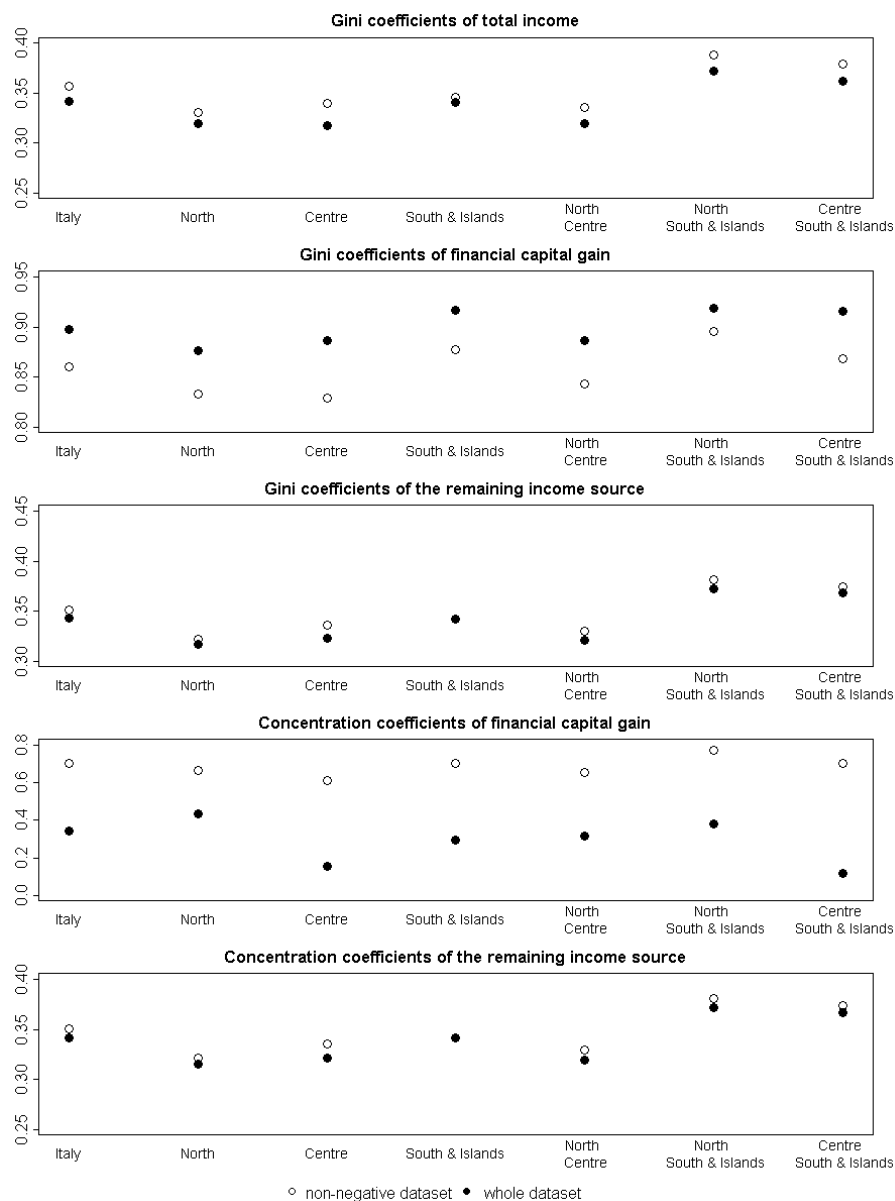 Gini coefficients of total income
0.40
0.35
0.30
0.25
Italy North Centre South & Islands North Centre North South & Islands Centre South & Islands
Gini coefficients of financial capital gain
0.95
0.90
0.85
0.80
Italy North Centre South & Islands North Centre North South & Islands Centre South & Islands
Gini coefficients of the remaining income source
0.45
0.40
0.35
0.30
Italy North Centre South & Islands North Centre North South & Islands Centre South & Islands
Concentration coefficients of financial capital gain
0.8
0.6
0.4
0.2
0.0
Italy North Centre South & Islands North Centre North South & Islands Centre South & Islands
Concentration coefficients of the remaining income source
0.40
0.35
0.30
0.25
Italy North Centre South & Islands North Centre North South & Islands Centre South & Islands
○ non-negative dataset ● whole dataset